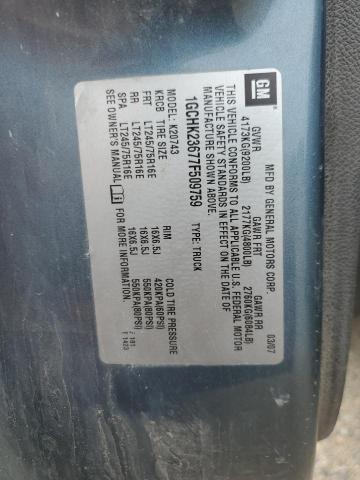 GM
MFD BY GENERAL MOTORS CORP. 03/07
GVWR GAWR FRT GAWR RR
4173KG(9200LB) 2177KG(4800LB) 2760KG(6084LB)
THIS VEHICLE CONFORMS TO ALL APPLICABLE U.S. FEDERAL MOTOR
VEHICLE SAFETY STANDARDS IN EFFECT ON THE DATE OF
MANUFACTURE SHOWN ABOVE.
1GCHK23677F509759 TYPE: TRUCK
MODEL: K20743
KRCB TIRE SIZE RIM COLD TIRE PRESSURE
FRT LT245/75R16E 16X6.5J 420KPA(60PSI)
RR LT245/75R16E 16X6.5J 550KPA(80PSI)
SPA LT245/75R16E 16X6.5J 550KPA(80PSI)
SEE OWNER'S MANUAL FOR MORE INFORMATION.